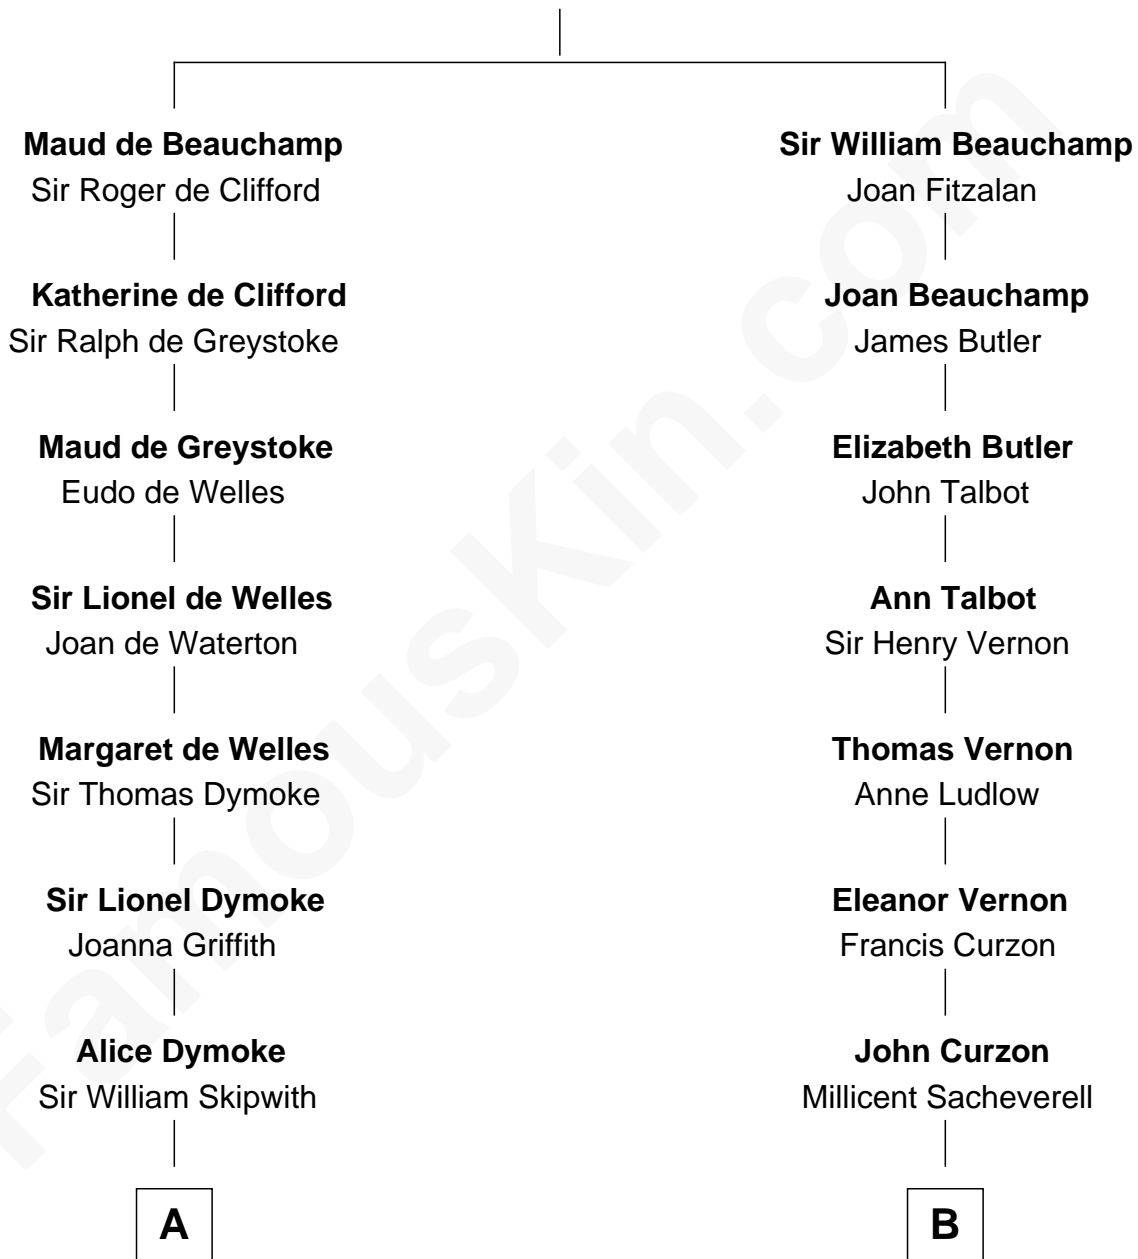 Maud de Beauchamp
Sir Roger de Clifford
Katherine de Clifford
Sir Ralph de Greystoke
Maud de Greystoke
Eudo de Welles
Sir Lionel de Welles
Joan de Waterton
Margaret de Welles
Sir Thomas Dymoke
Sir Lionel Dymoke
Joanna Griffith
Alice Dymoke
Sir William Skipwith
A
Sir William Beauchamp
Joan Fitzalan
Joan Beauchamp
James Butler
Elizabeth Butler
John Talbot
Ann Talbot
Sir Henry Vernon
Thomas Vernon
Anne Ludlow
Eleanor Vernon
Francis Curzon
John Curzon
Millicent Sacheverell
B
FamousKin.com